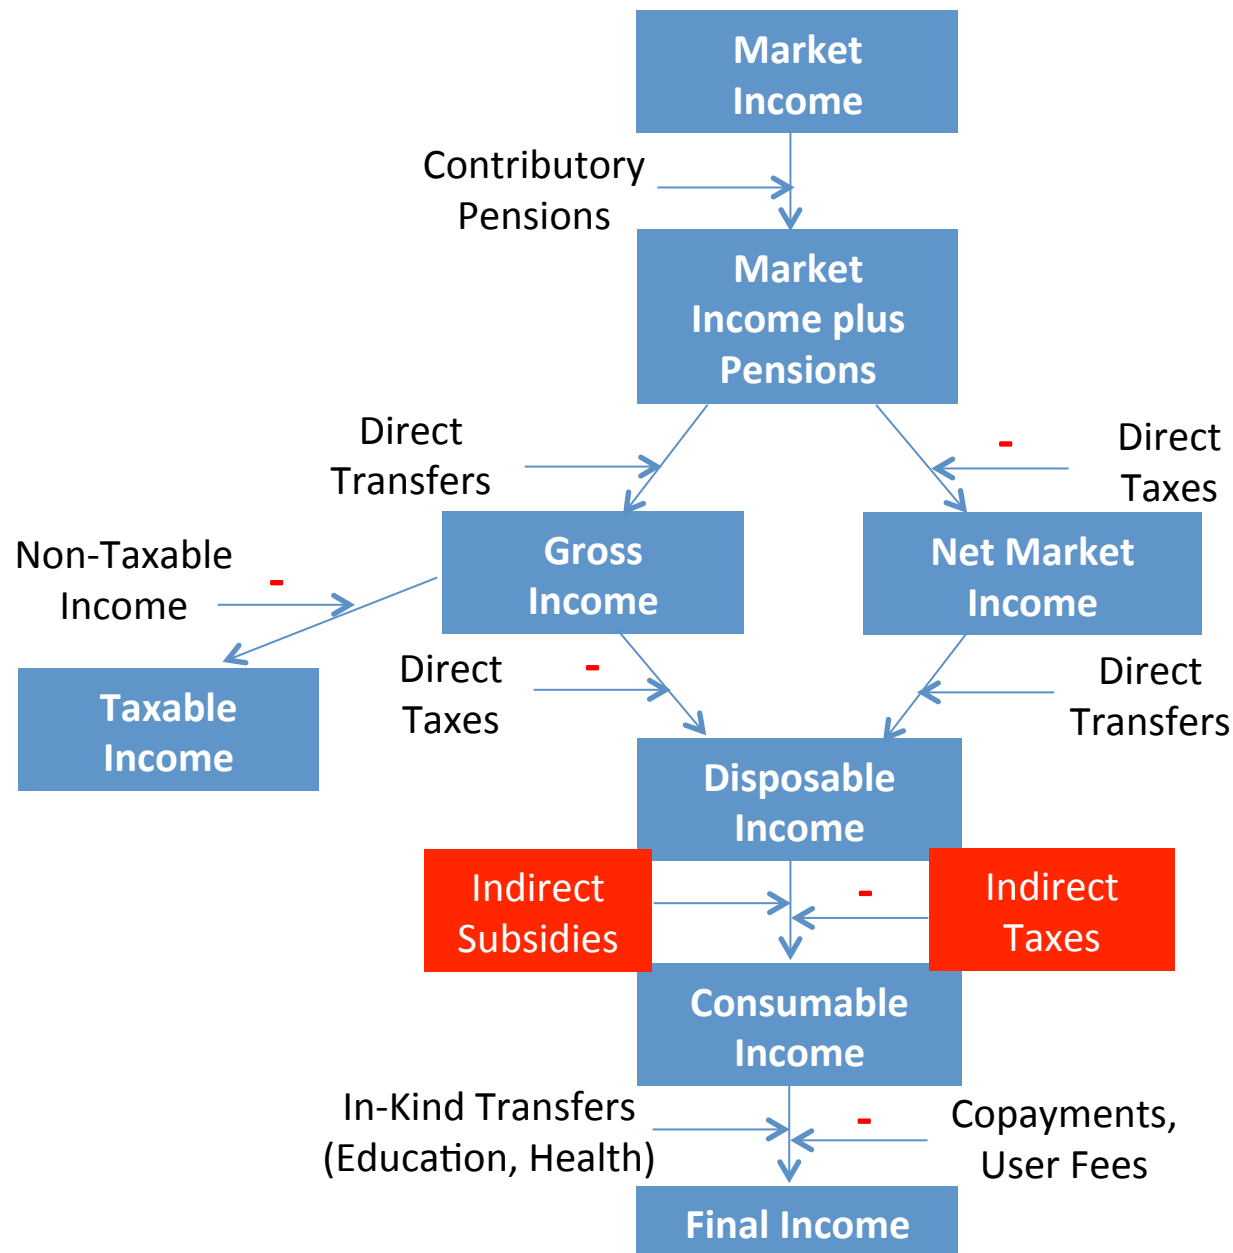 Market
Income
Contributory
Pensions
Market
Income plus
Pensions
Direct
Transfers
-
Direct
Taxes
Non-Taxable
Income
-
Gross
Income
Net Market
Income
Taxable
Income
Direct
Taxes
-
Direct
Transfers
Disposable
Income
Indirect
Subsidies
-
Indirect
Taxes
Consumable
Income
In-Kind Transfers
(Education, Health)
-
Copayments,
User Fees
Final Income